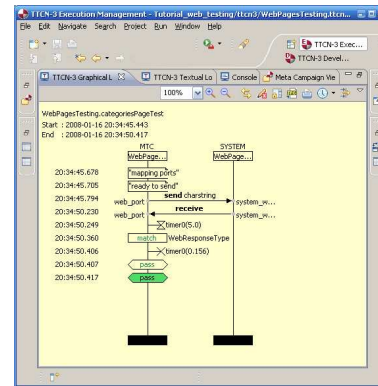 TTCN-3 Execution Management - Tutorial_web_testing/ttcn3/WebPagesTesting.ttcn...
File Edit Navigate Search Project Run Window Help
TTCN-3 Exec...
TTCN-3 Devel...
TTCN-3 Graphical L TTCN-3 Textual Lo Console Meta Campaign Vie
100%
WebPagesTesting.categoriesPageTest
Start : 2008-01-16 20:34:45.443
End : 2008-01-16 20:34:50.417
MTC SYSTEM
WebPage... WebPage...
20:34:45.678 "mapping ports"
20:34:45.705 "ready to send"
20:34:45.794 web_port send charstring system_w...
20:34:50.230 web_port receive system_w...
20:34:50.249 timer0(5.0)
20:34:50.360 match WebResponseType
20:34:50.406 timer0(0.156)
20:34:50.407 pass
20:34:50.417 pass